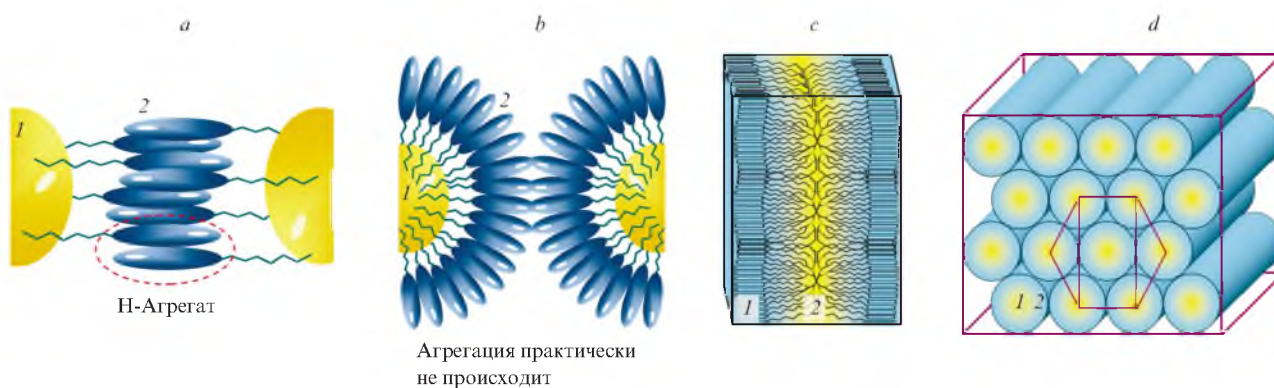 a
b
c
d
1
2
Н-Агрегат
2
1
Агрегация практически
не происходит
1
2
1 2